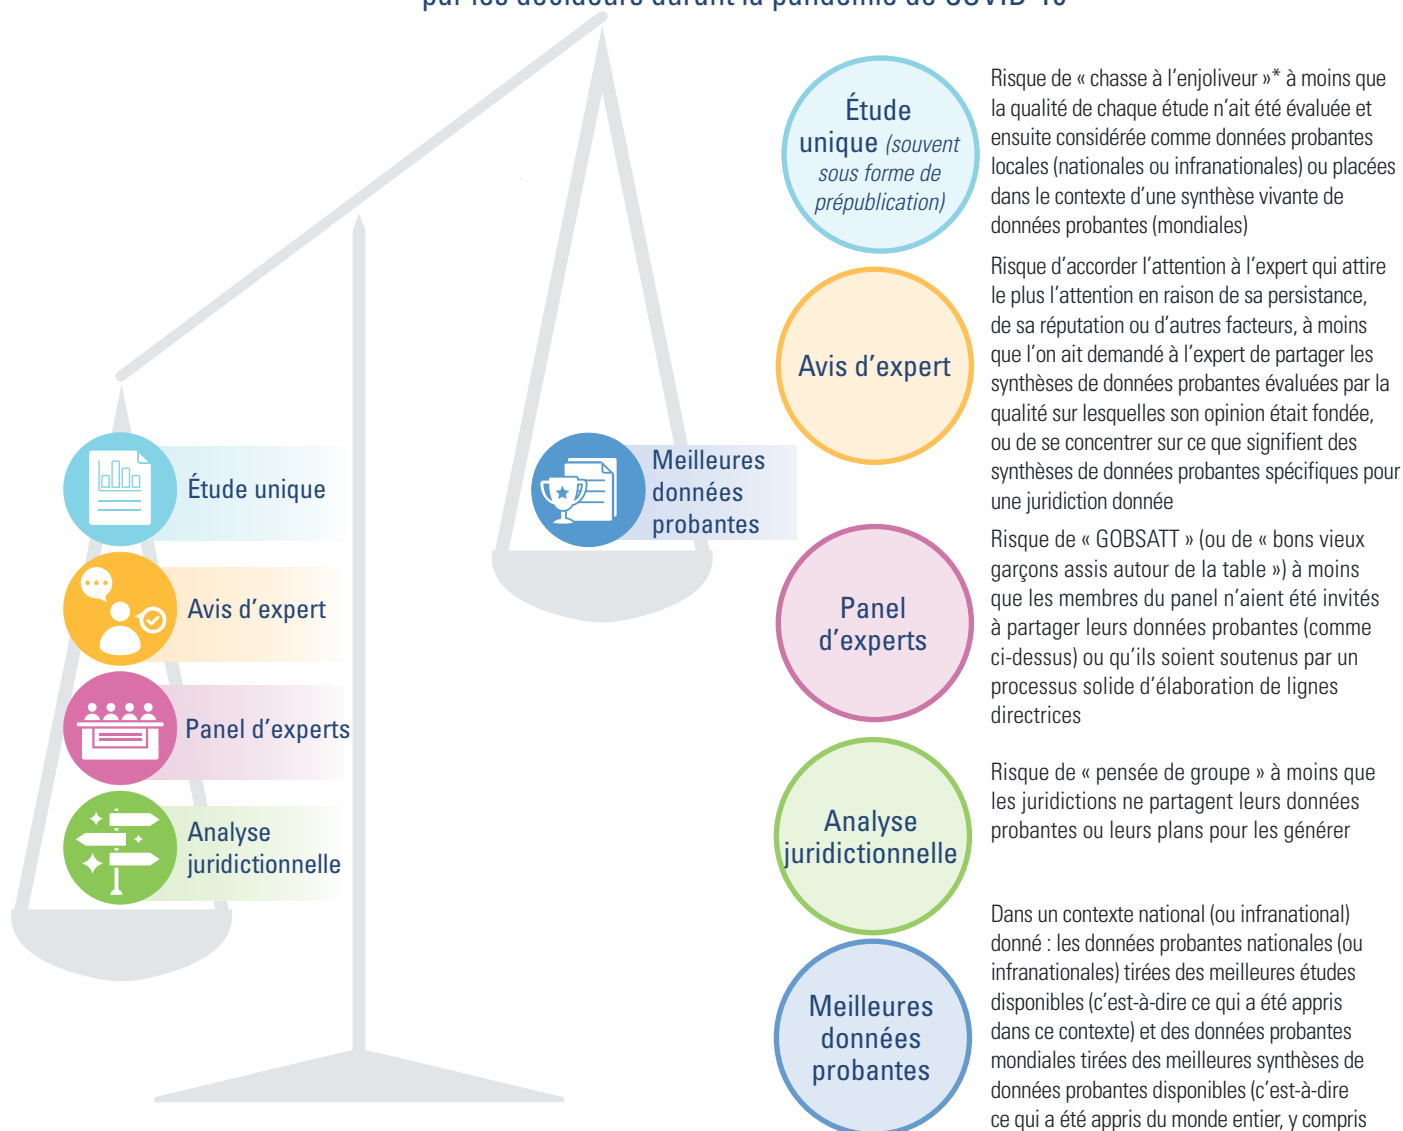 par les décideurs durant la pandémie de COVID-19
Étude unique
Avis d’expert
Panel d’experts
Analyse
juridictionnelle
Meilleures
données
probantes
Étude
unique (souvent
sous forme de
prépublication)
Risque de « chasse à l’enjoliveur »* à moins que
la qualité de chaque étude n’ait été évaluée et
ensuite considérée comme données probantes
locales (nationales ou infranationales) ou placées
dans le contexte d’une synthèse vivante de
données probantes (mondiales)
Avis d’expert
Risque d’accorder l’attention à l’expert qui attire
le plus l’attention en raison de sa persistance,
de sa réputation ou d’autres facteurs, à moins
que l’on ait demandé à l’expert de partager les
synthèses de données probantes évaluées par la
qualité sur lesquelles son opinion était fondée,
ou de se concentrer sur ce que signifient des
synthèses de données probantes spécifiques pour
une juridiction donnée
Panel
d’experts
Risque de « GOBSATT » (ou de « bons vieux
garçons assis autour de la table ») à moins
que les membres du panel n’aient été invités
à partager leurs données probantes (comme
ci-dessus) ou qu’ils soient soutenus par un
processus solide d’élaboration de lignes
directrices
Analyse
juridictionnelle
Risque de « pensée de groupe » à moins que
les juridictions ne partagent leurs données
probantes ou leurs plans pour les générer
Meilleures
données
probantes
Dans un contexte national (ou infranational)
donné : les données probantes nationales (ou
infranationales) tirées des meilleures études
disponibles (c’est-à-dire ce qui a été appris
dans ce contexte) et des données probantes
mondiales tirées des meilleures synthèses de
données probantes disponibles (c’est-à-dire
ce qui a été appris du monde entier, y compris